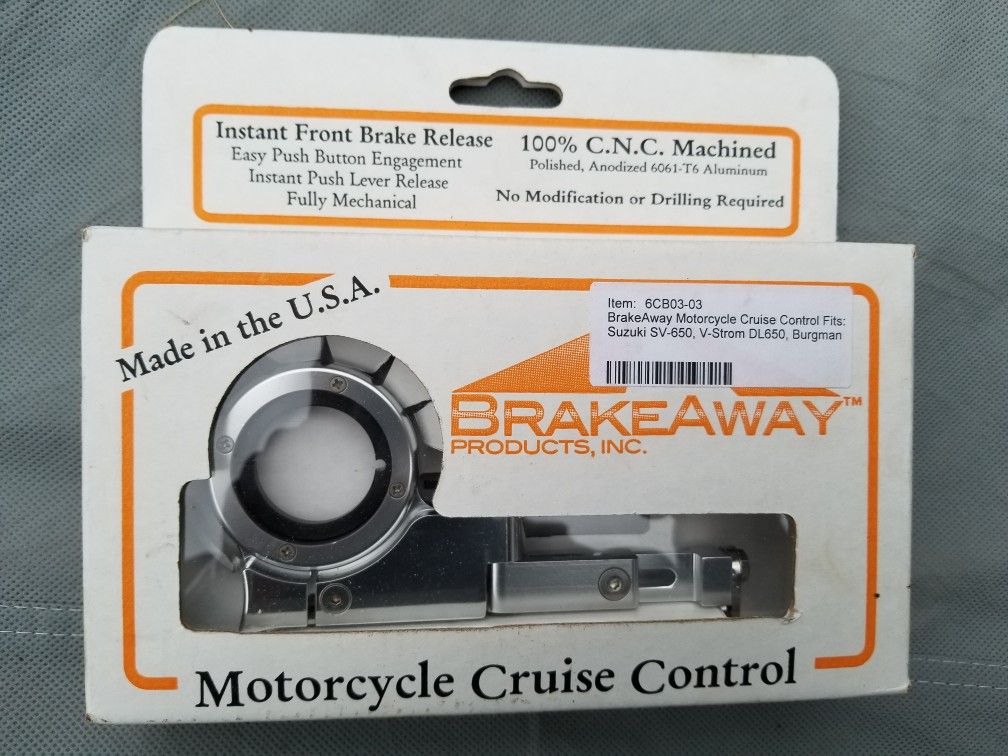 Instant Front Brake Release
Easy Push Button Engagement
Instant Push Lever Release
Fully Mechanical
100% C.N.C. Machined
Polished, Anodized 6061-T6 Aluminum
No Modification or Drilling Required
Made in the U.S.A.
Item: 6CB03-03
BrakeAway Motorcycle Cruise Control Fits:
Suzuki SV-650, V-Strom DL650, Burgman
BRAKEAWAY™
PRODUCTS, INC.
Motorcycle Cruise Control